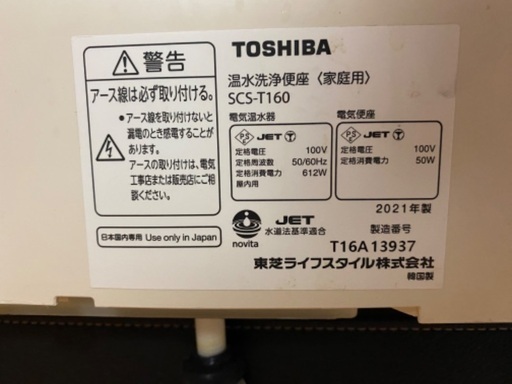 警告
アース線は必ず取り付ける。
●アース線を取り付けないと
漏電のとき感電することが
あります。
アースの取り付けは、電気
工事店または販売店にご相
談ください。
日本国内専用 Use only in Japan
TOSHIBA
温水洗浄便座〈家庭用〉
SCS-T160
電気温水器
PS JET
定格電圧 100V
定格周波数 50/60Hz
定格消費電力 612W
屋内用
電気便座
PS JET
定格電圧 100V
定格消費電力 50W
2021年製
novita
JET
水道法基準適合
製造番号
T16A13937
東芝ライフスタイル株式会社
韓国製